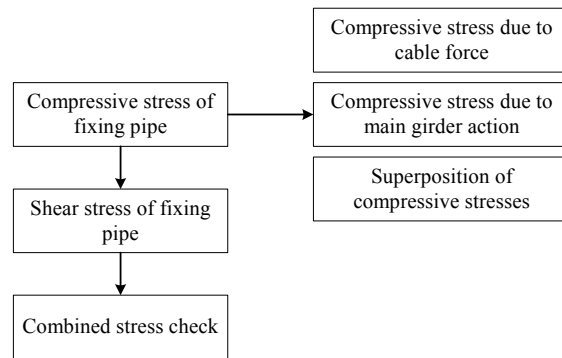 Compressive stress due to
cable force
Compressive stress of
fixing pipe
Compressive stress due to
main girder action
Superposition of
compressive stresses
Shear stress of fixing
pipe
Combined stress check